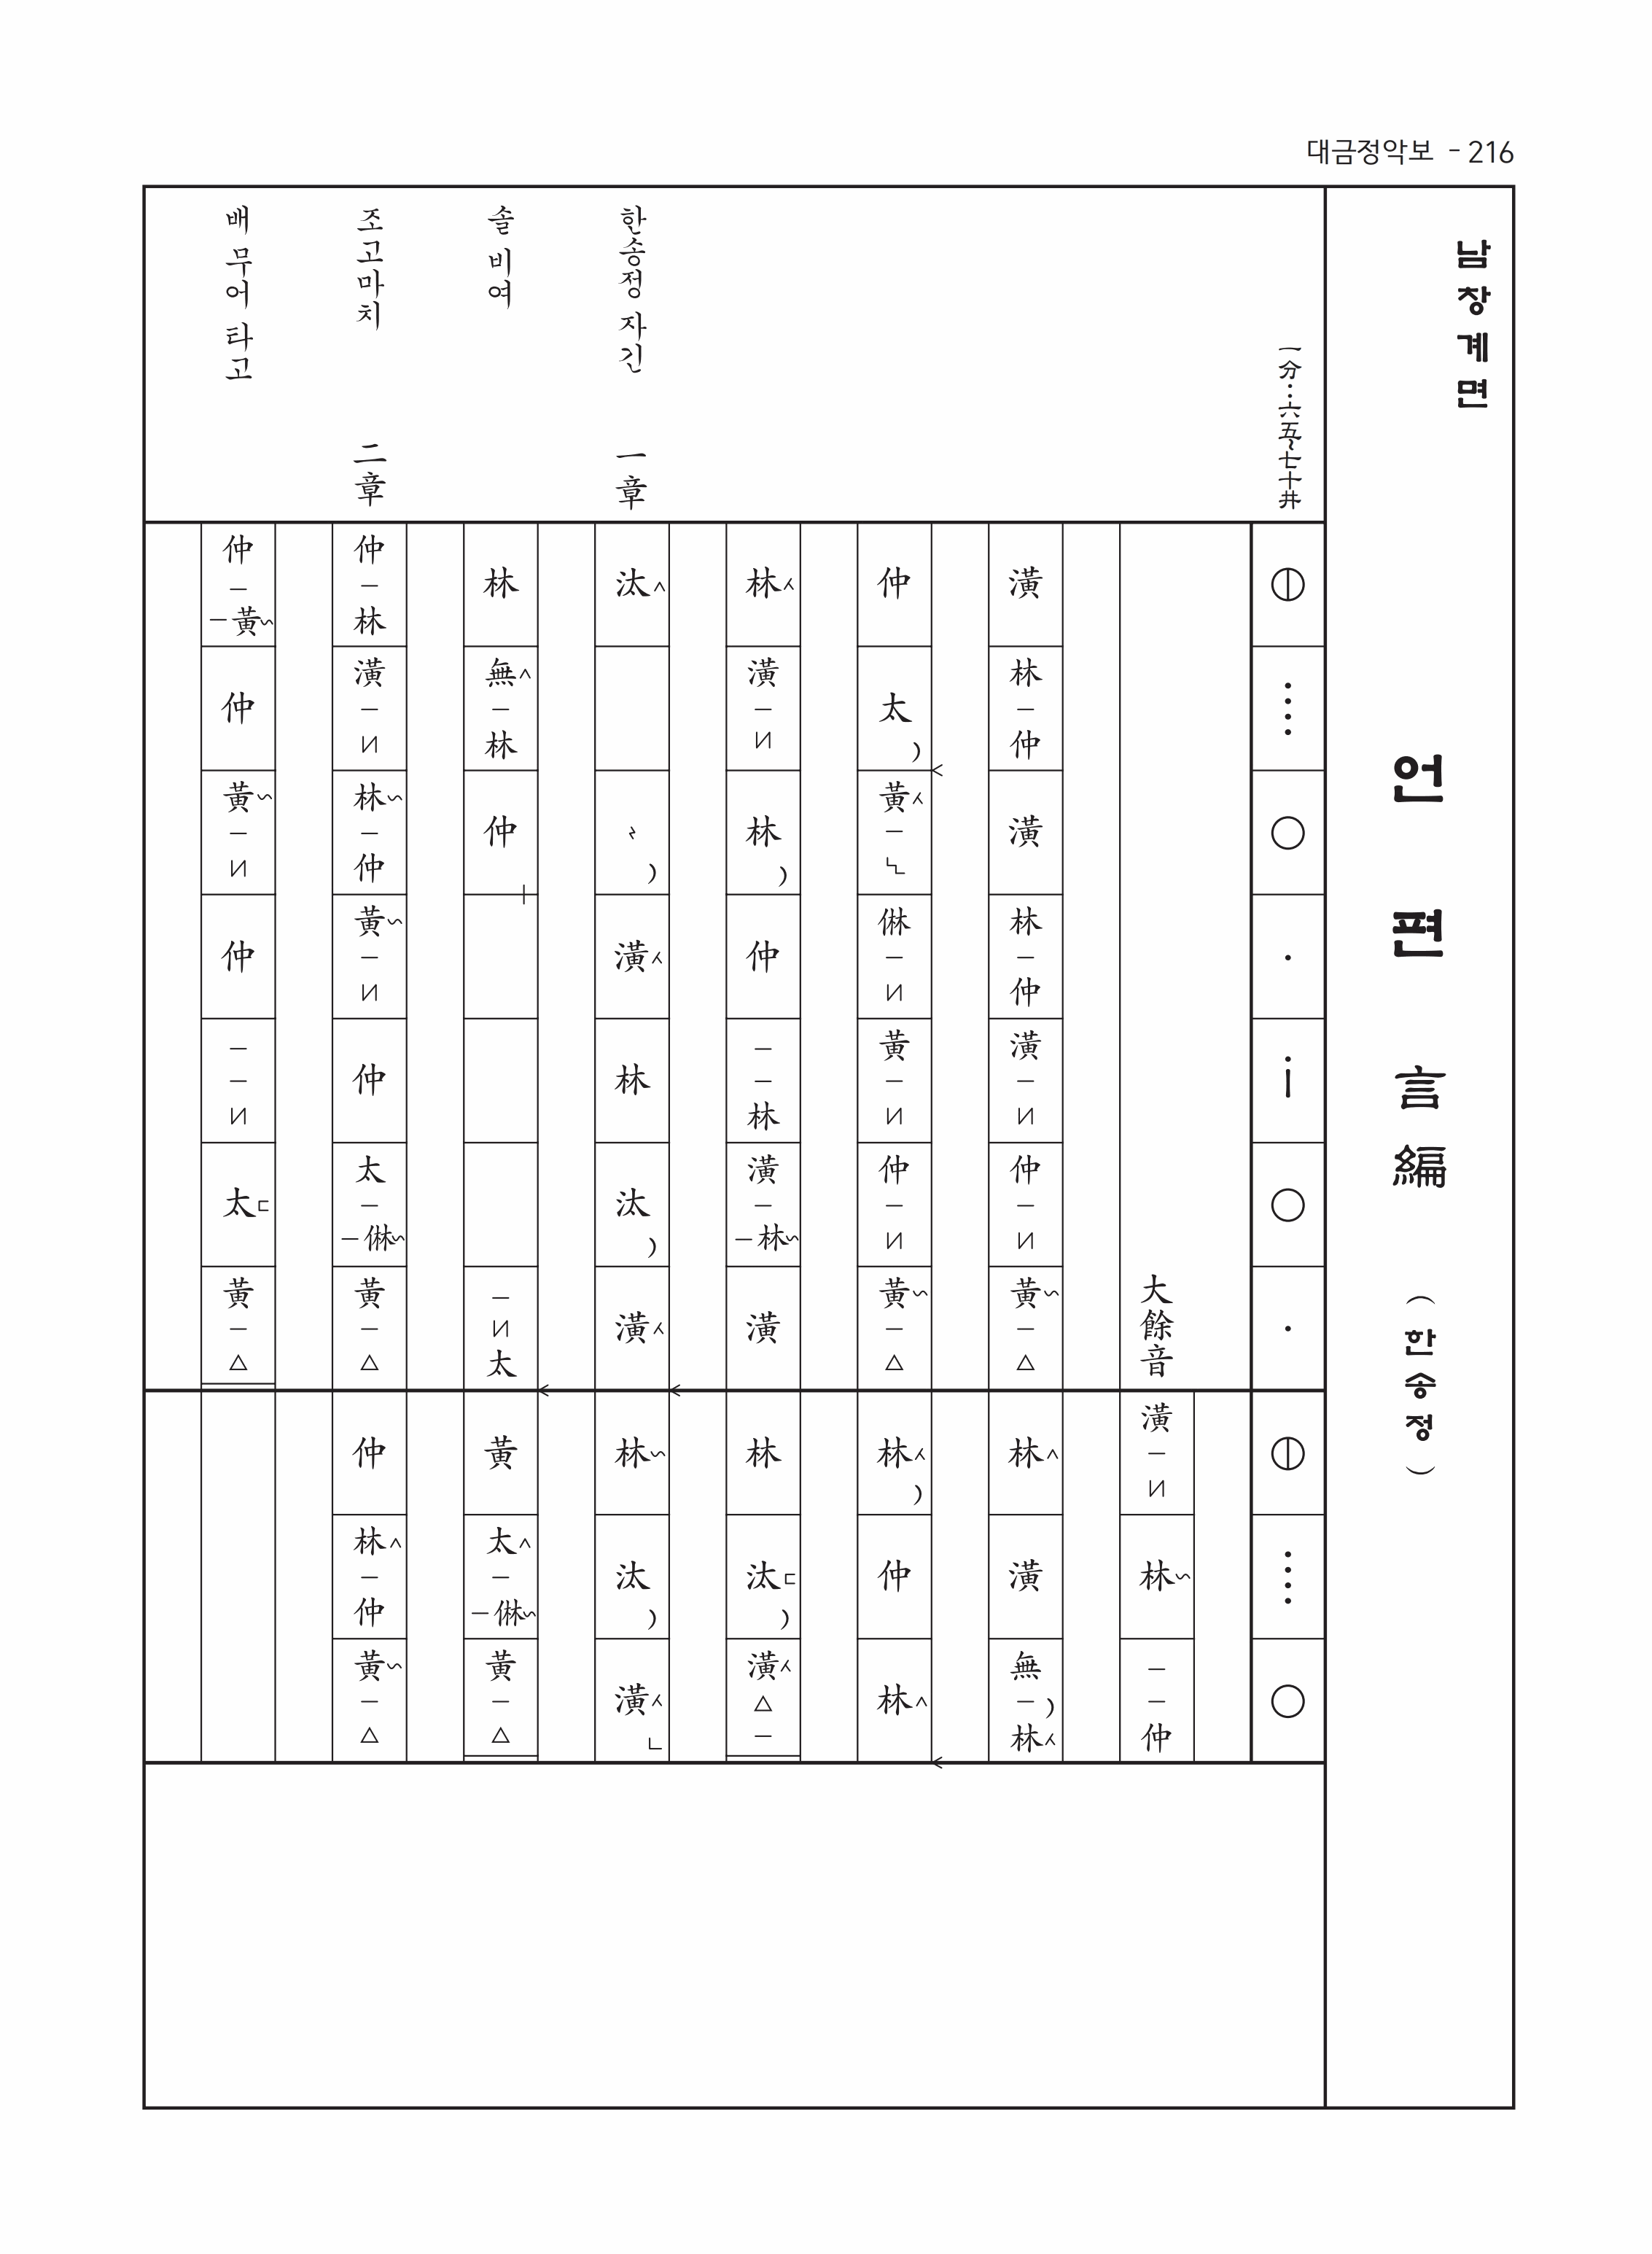 대금정악보 - 216
남창계면
언편 言編 (한송정)
一分‥六五~七十井
大餘音 潢 – И 林 – – 仲
潢 林 – 仲 潢 林 – 仲 潢 – И 仲 – И 黃 – △ 林 潢 無 – 林
仲 太 黃 – 㑣 – И 黃 – И 仲 – И 黃 – △ 林 仲 林
林 潢 – И 林 仲 – – 林 潢 – – 林 潢 林 汰 潢 △ –
한송정 자긴 一章 汰 潢 林 汰 潢 林 汰 潢
솔 비여 林 無 – 林 仲 – И 太 黃 太 – – 㑣 黃 – △
조고마치 二章 仲 – 林 潢 – И 林 – 仲 黃 – И 仲 太 – – 㑣 黃 – △ 仲 林 – 仲 黃 – △
배 무어 타고 仲 – – 黃 仲 黃 – И 仲 – – И 太 黃 – △